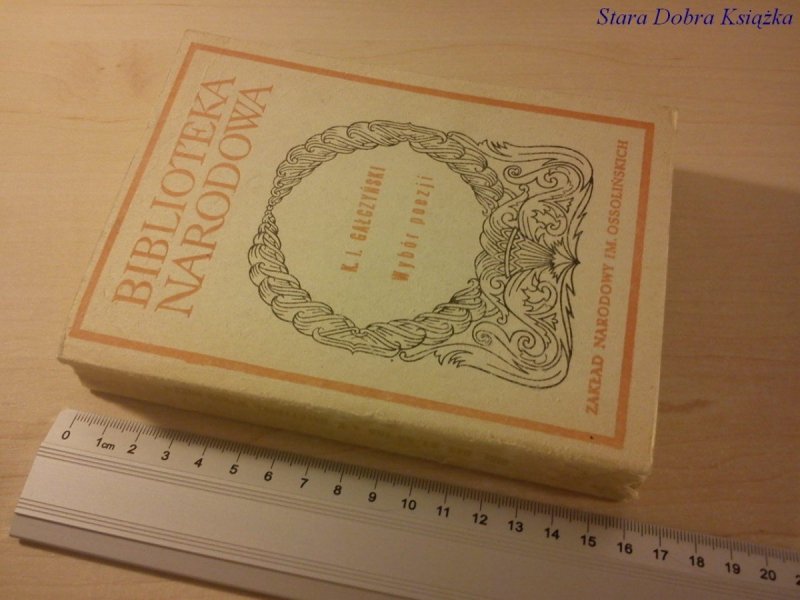 Stara Dobra Książka
BIBLIOTEKA
NARODOWA
K. I. GAŁCZYŃSKI
Wybór poezji
ZAKŁAD NARODOWY IM. OSSOLIŃSKICH
0 1cm 2 3 4 5 6 7 8 9 10 11 12 13 14 15 16 17 18 19 20